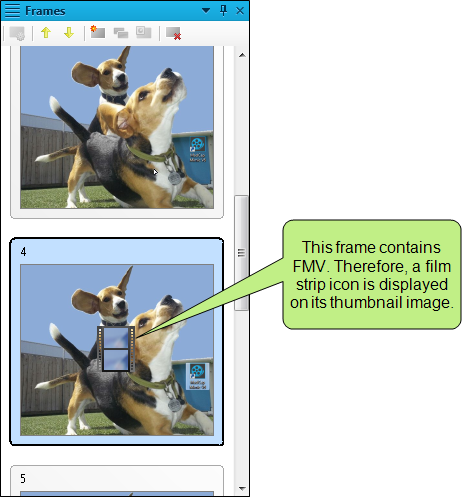 Frames
4
This frame contains
FMV. Therefore, a film
strip icon is displayed
on its thumbnail image.
5